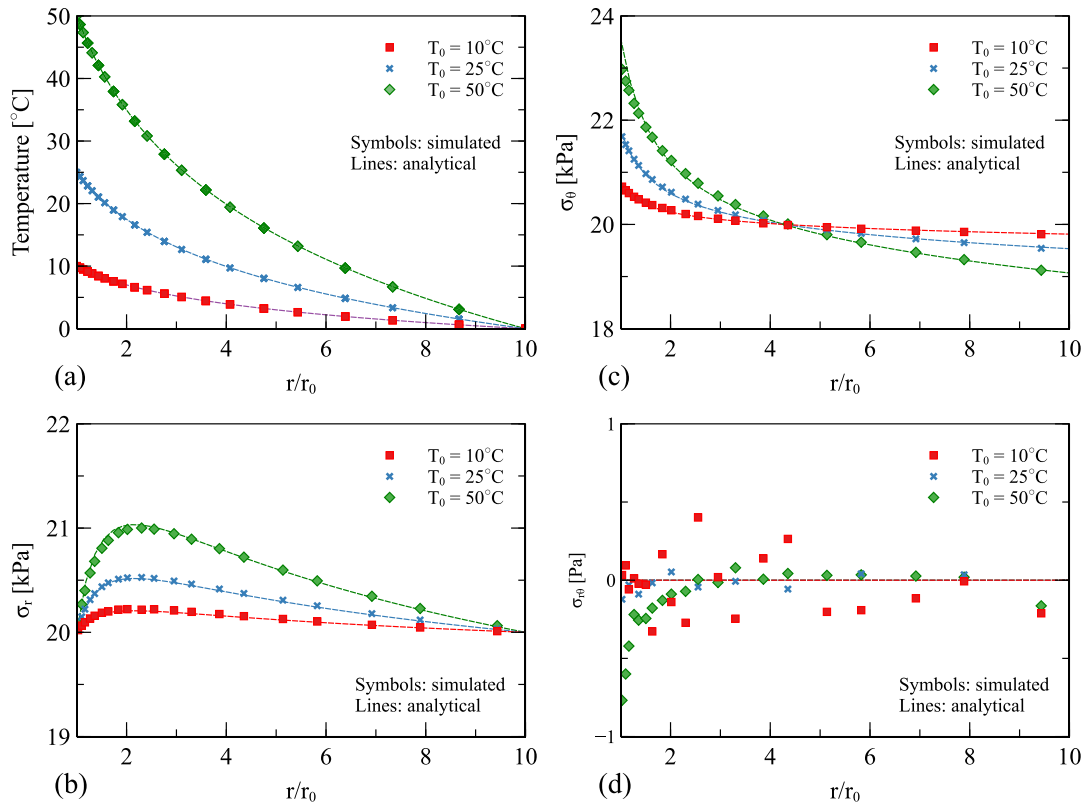 50
40
30
20
10
0
Temperature [°C]
T₀ = 10°C
T₀ = 25°C
T₀ = 50°C
Symbols: simulated
Lines: analytical
2
4
6
8
10
r/r₀
(a)
24
22
20
18
σ_θ [kPa]
T₀ = 10°C
T₀ = 25°C
T₀ = 50°C
Symbols: simulated
Lines: analytical
2
4
6
8
10
r/r₀
(c)
22
21
20
19
σ_r [kPa]
T₀ = 10°C
T₀ = 25°C
T₀ = 50°C
Symbols: simulated
Lines: analytical
2
4
6
8
10
r/r₀
(b)
1
0
−1
σ_rθ [Pa]
T₀ = 10°C
T₀ = 25°C
T₀ = 50°C
Symbols: simulated
Lines: analytical
2
4
6
8
10
r/r₀
(d)